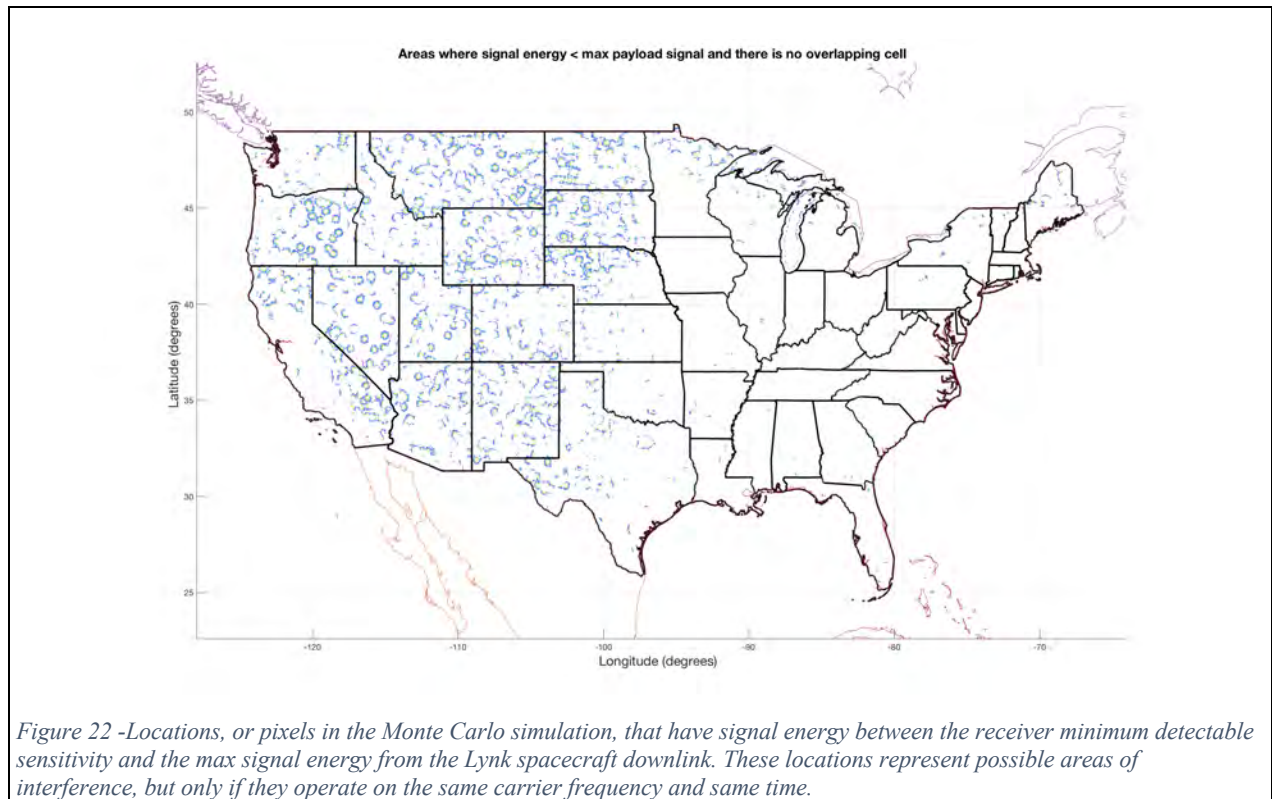 Areas where signal energy < max payload signal and there is no overlapping cell
50
45
40
35
30
25
Latitude (degrees)
-120
-110
-100
-90
-80
-70
Longitude (degrees)
Figure 22 -Locations, or pixels in the Monte Carlo simulation, that have signal energy between the receiver minimum detectable
sensitivity and the max signal energy from the Lynk spacecraft downlink. These locations represent possible areas of
interference, but only if they operate on the same carrier frequency and same time.